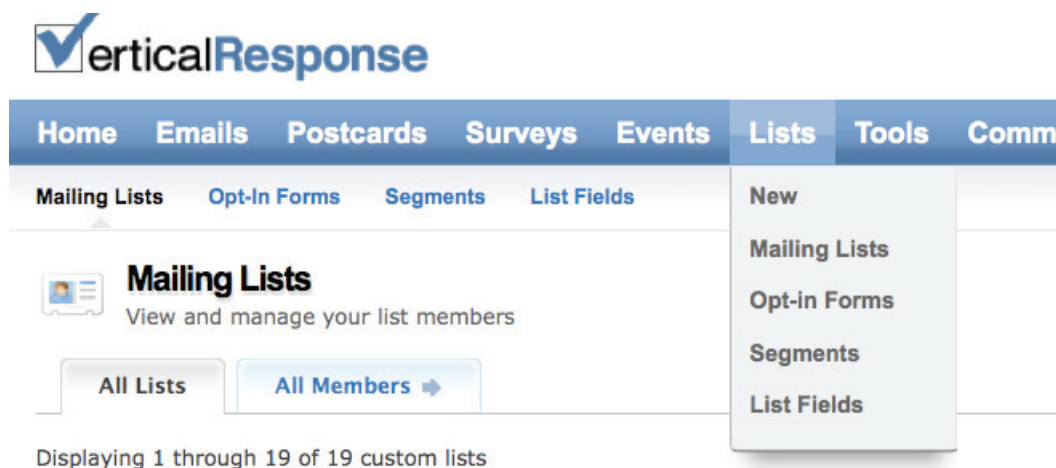 VerticalResponse
Home Emails Postcards Surveys Events Lists Tools Comm
Mailing Lists Opt-In Forms Segments List Fields
New
Mailing Lists
Opt-in Forms
Segments
List Fields
Mailing Lists
View and manage your list members
All Lists All Members
Displaying 1 through 19 of 19 custom lists